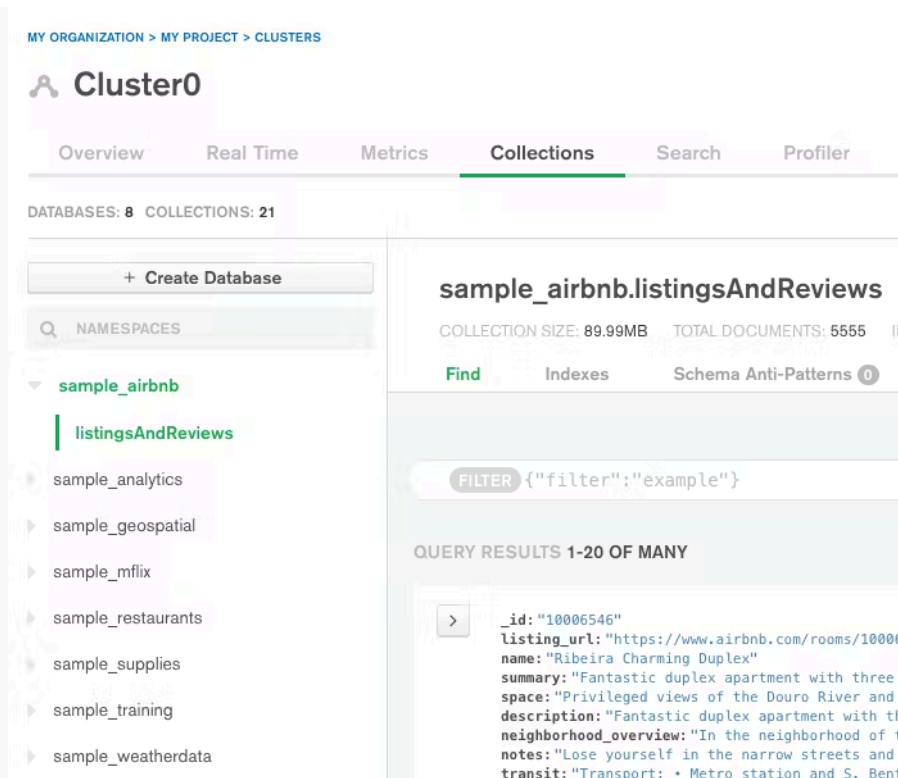 MY ORGANIZATION > MY PROJECT > CLUSTERS
Cluster0
Overview Real Time Metrics Collections Search Profiler
DATABASES: 8 COLLECTIONS: 21
+ Create Database
NAMESPACES
sample_airbnb
listingsAndReviews
sample_analytics
sample_geospatial
sample_mflix
sample_restaurants
sample_supplies
sample_training
sample_weatherdata
sample_airbnb.listingsAndReviews
COLLECTION SIZE: 89.99MB TOTAL DOCUMENTS: 5555
Find Indexes Schema Anti-Patterns 0
FILTER {"filter":"example"}
QUERY RESULTS 1-20 OF MANY
_id: "10006546"
listing_url: "https://www.airbnb.com/rooms/1000
name: "Ribeira Charming Duplex"
summary: "Fantastic duplex apartment with three
space: "Privileged views of the Douro River and
description: "Fantastic duplex apartment with
neighborhood_overview: "In the neighborhood of
notes: "Lose yourself in the narrow streets and
transit: "Transport: • Metro station and S. Bent